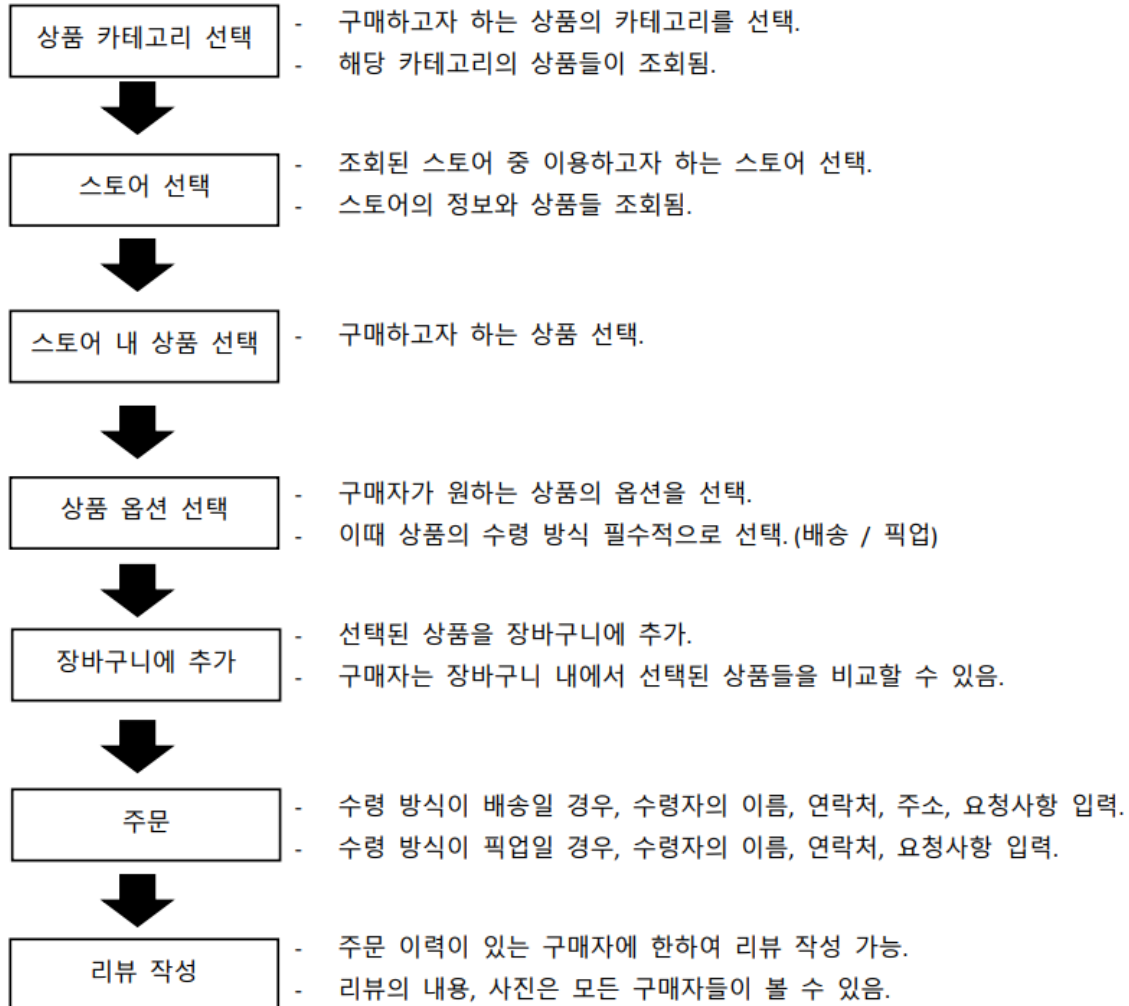 상품 카테고리 선택
- 구매하고자 하는 상품의 카테고리를 선택.
- 해당 카테고리의 상품들이 조회됨.
스토어 선택
- 조회된 스토어 중 이용하고자 하는 스토어 선택.
- 스토어의 정보와 상품들 조회됨.
스토어 내 상품 선택
- 구매하고자 하는 상품 선택.
상품 옵션 선택
- 구매자가 원하는 상품의 옵션을 선택.
- 이때 상품의 수령 방식 필수적으로 선택.(배송 / 픽업)
장바구니에 추가
- 선택된 상품을 장바구니에 추가.
- 구매자는 장바구니 내에서 선택된 상품들을 비교할 수 있음.
주문
- 수령 방식이 배송일 경우, 수령자의 이름, 연락처, 주소, 요청사항 입력.
- 수령 방식이 픽업일 경우, 수령자의 이름, 연락처, 요청사항 입력.
리뷰 작성
- 주문 이력이 있는 구매자에 한하여 리뷰 작성 가능.
- 리뷰의 내용, 사진은 모든 구매자들이 볼 수 있음.